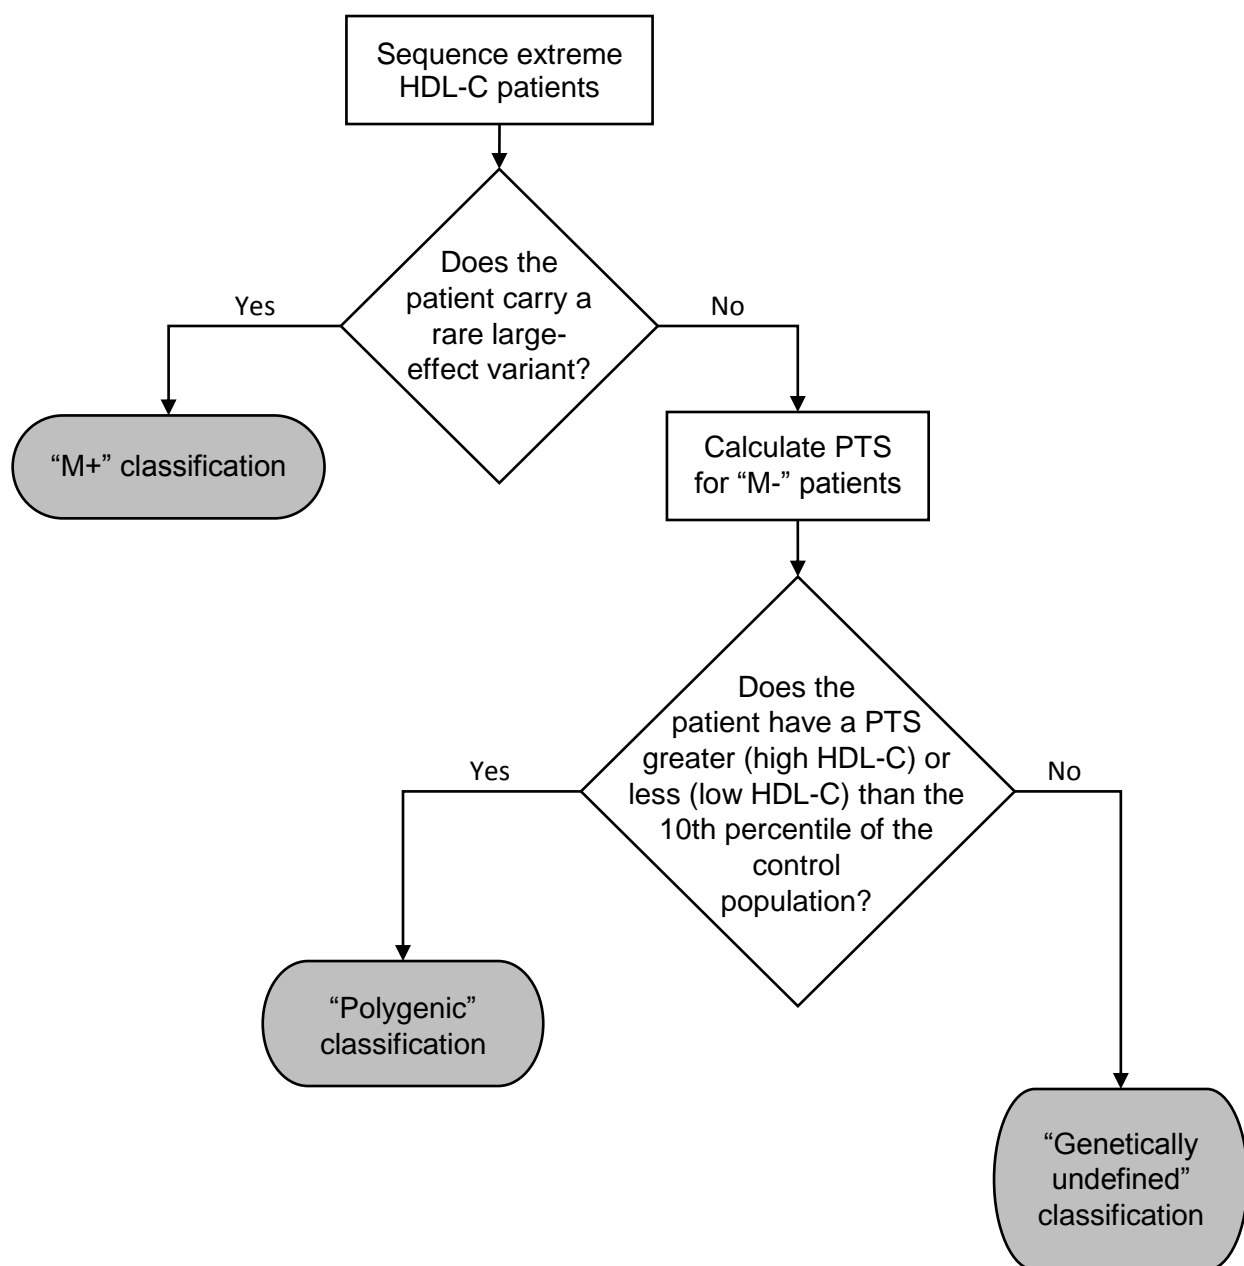 Sequence extreme
HDL-C patients
Does the
patient carry a
rare large-
effect variant?
Yes
No
“M+” classification
Calculate PTS
for “M-” patients
Does the
patient have a PTS
greater (high HDL-C) or
less (low HDL-C) than the
10th percentile of the
control
population?
Yes
No
“Polygenic”
classification
“Genetically
undefined”
classification